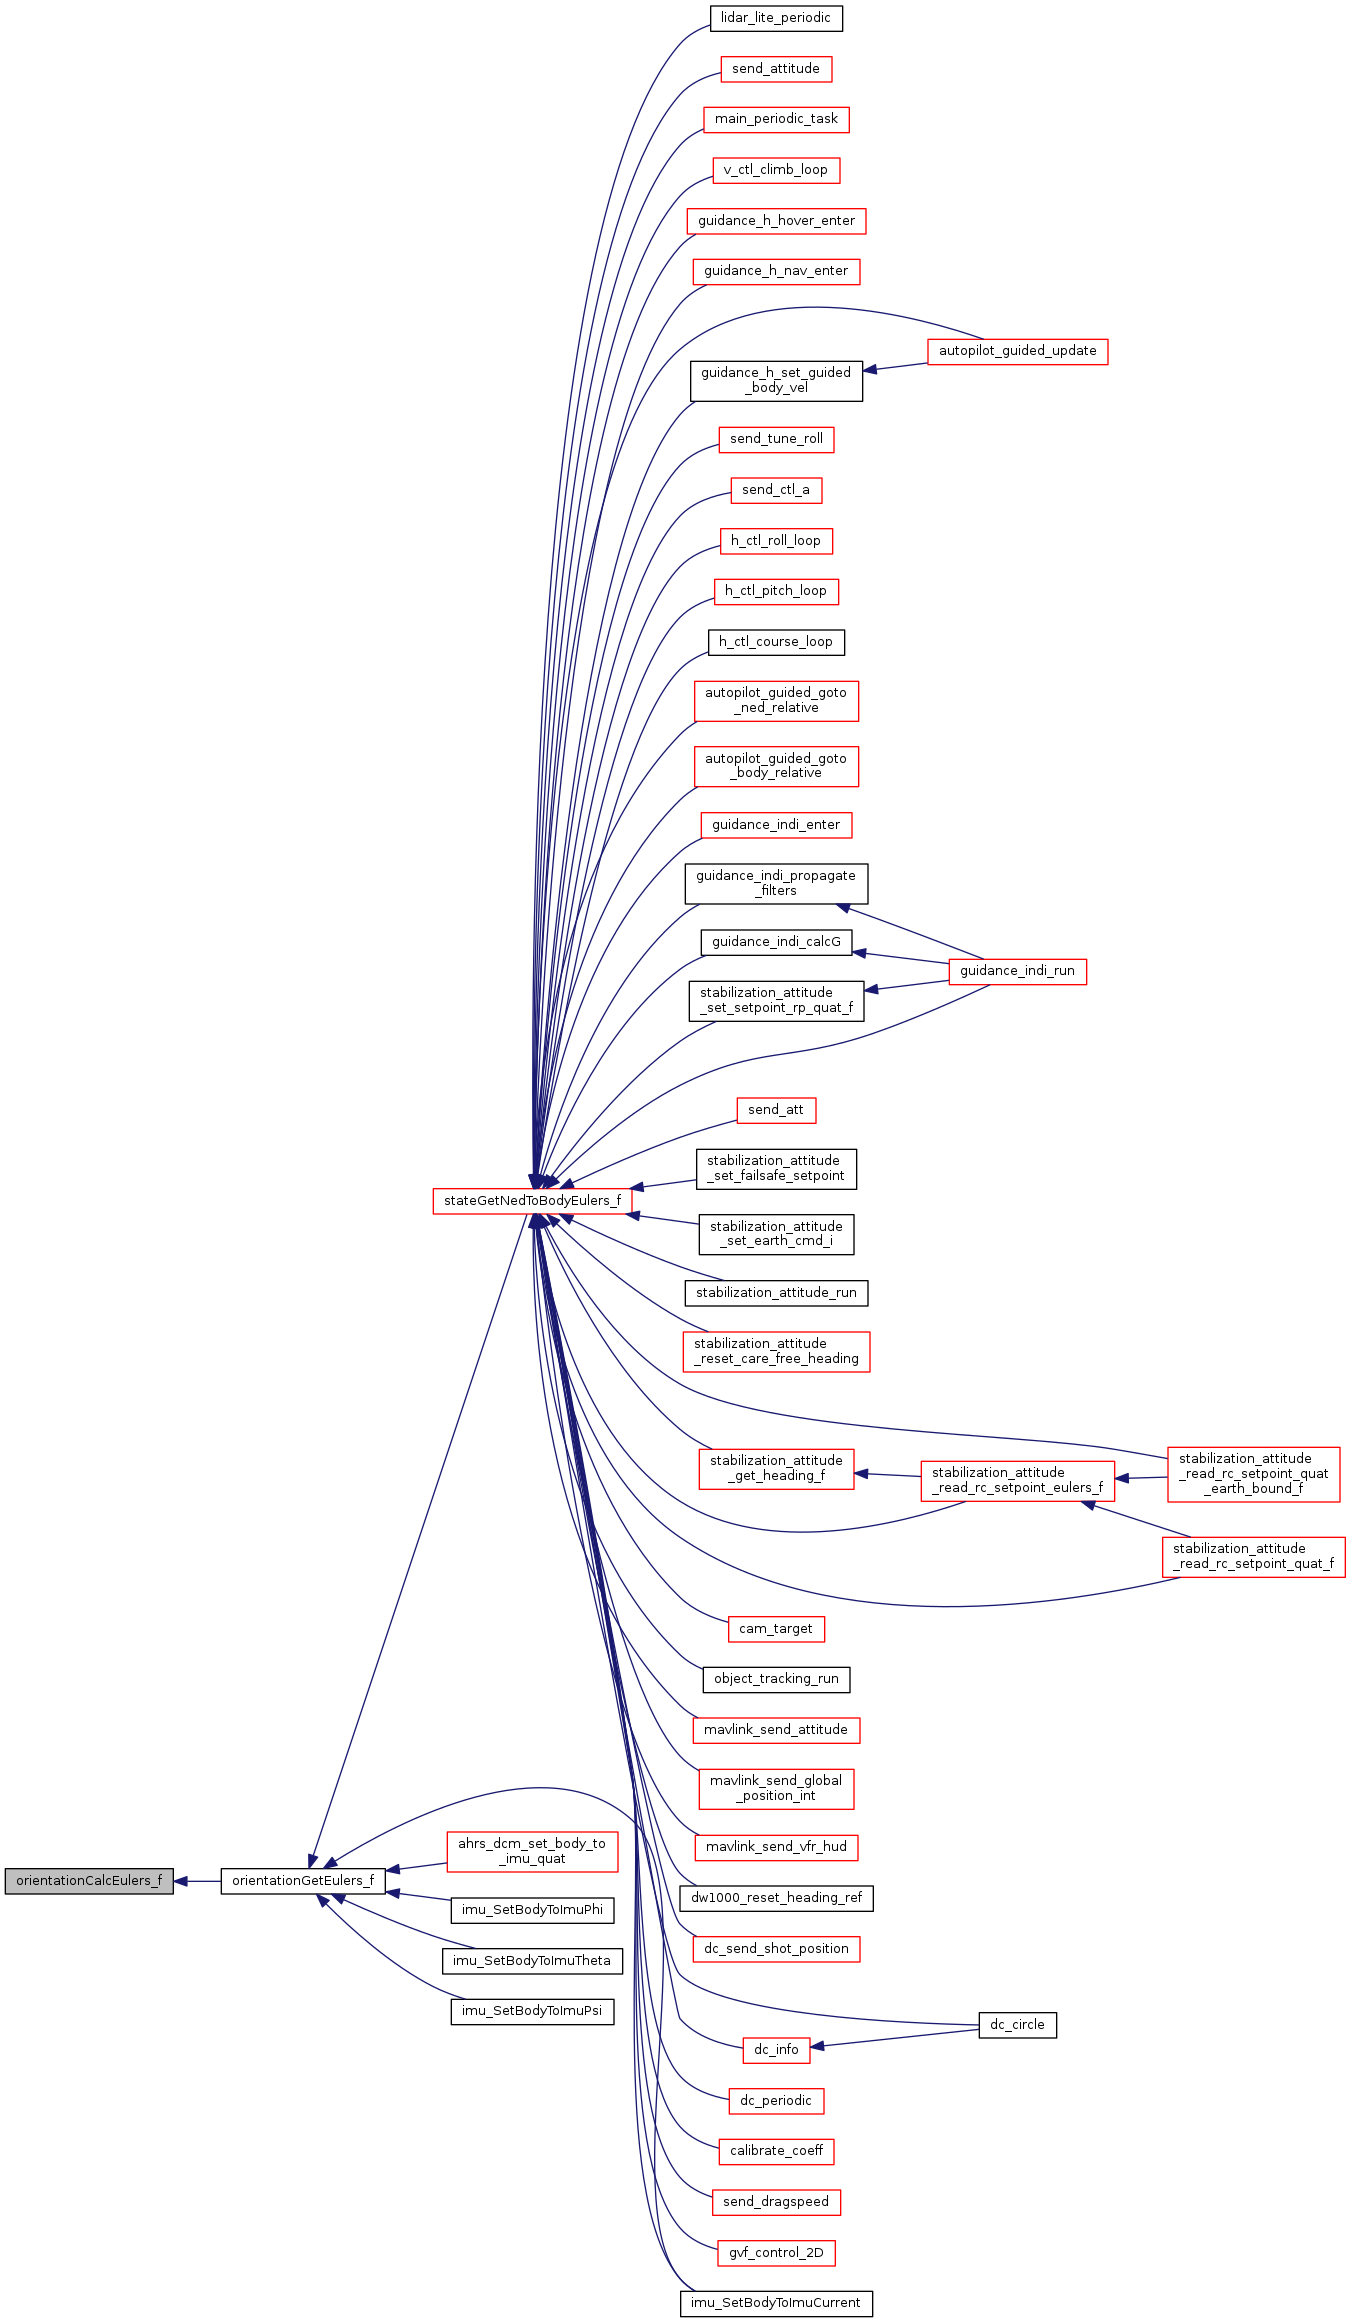 lidar_lite_periodic
send_attitude
main_periodic_task
v_ctl_climb_loop
guidance_h_hover_enter
guidance_h_nav_enter
autopilot_guided_update
guidance_h_set_guided
_body_vel
send_tune_roll
send_ctl_a
h_ctl_roll_loop
h_ctl_pitch_loop
h_ctl_course_loop
autopilot_guided_goto
_ned_relative
autopilot_guided_goto
_body_relative
guidance_indi_enter
guidance_indi_propagate
_filters
guidance_indi_calcG
guidance_indi_run
stabilization_attitude
_set_setpoint_rp_quat_f
send_att
stabilization_attitude
_set_failsafe_setpoint
stateGetNedToBodyEulers_f
stabilization_attitude
_set_earth_cmd_i
stabilization_attitude_run
stabilization_attitude
_reset_care_free_heading
stabilization_attitude
_get_heading_f
stabilization_attitude
_read_rc_setpoint_eulers_f
stabilization_attitude
_read_rc_setpoint_quat
_earth_bound_f
stabilization_attitude
_read_rc_setpoint_quat_f
cam_target
object_tracking_run
mavlink_send_attitude
mavlink_send_global
_position_int
mavlink_send_vfr_hud
ahrs_dcm_set_body_to
_imu_quat
orientationCalcEulers_f
orientationGetEulers_f
dw1000_reset_heading_ref
imu_SetBodyToImuPhi
dc_send_shot_position
imu_SetBodyToImuTheta
imu_SetBodyToImuPsi
dc_circle
dc_info
dc_periodic
calibrate_coeff
send_dragspeed
gvf_control_2D
imu_SetBodyToImuCurrent